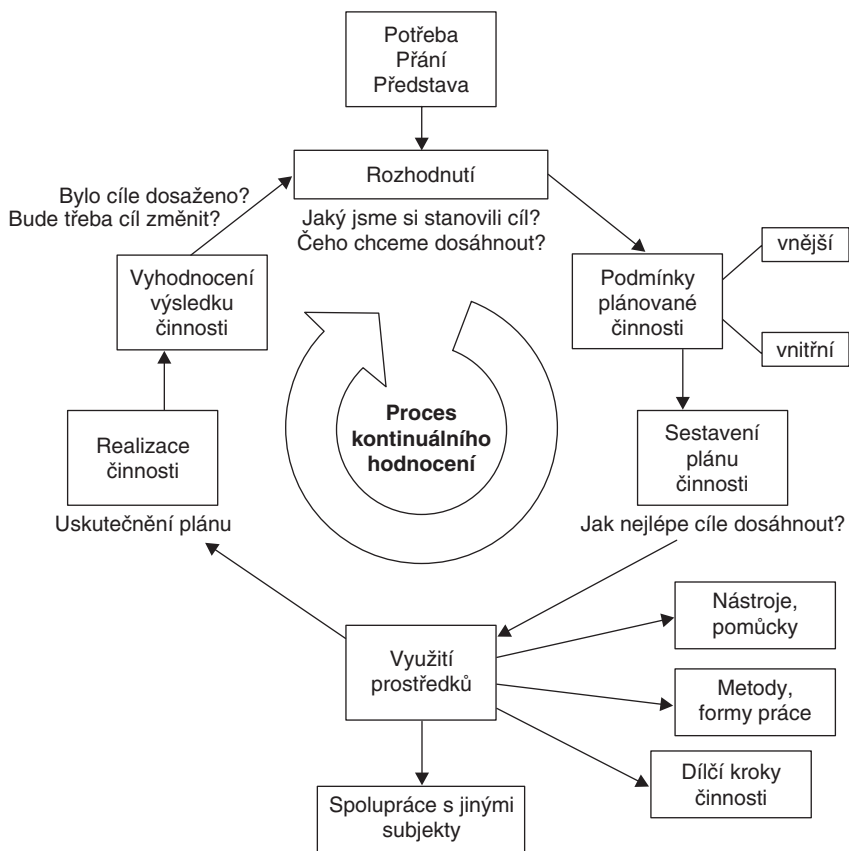 Potřeba
Přání
Představa
Rozhodnutí
Bylo cíle dosaženo?
Bude třeba cíl změnit?
Jaký jsme si stanovili cíl?
Čeho chceme dosáhnout?
Vyhodnocení
výsledku
činnosti
Podmínky
plánované
činnosti
vnější
vnitřní
Proces
kontinuálního
hodnocení
Realizace
činnosti
Uskutečnění plánu
Sestavení
plánu
činnosti
Jak nejlépe cíle dosáhnout?
Využití
prostředků
Nástroje,
pomůcky
Metody,
formy práce
Dílčí kroky
činnosti
Spolupráce s jinými
subjekty